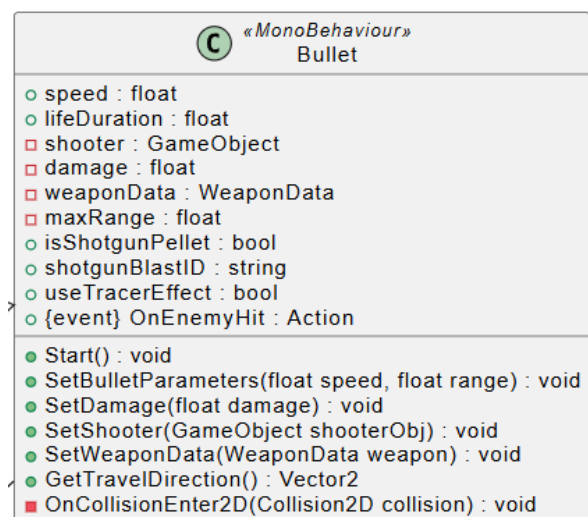 C
«MonoBehaviour»
Bullet
speed : float
lifeDuration : float
shooter : GameObject
damage : float
weaponData : WeaponData
maxRange : float
isShotgunPellet : bool
shotgunBlastID : string
useTracerEffect : bool
{event} OnEnemyHit : Action
Start() : void
SetBulletParameters(float speed, float range) : void
SetDamage(float damage) : void
SetShooter(GameObject shooterObj) : void
SetWeaponData(WeaponData weapon) : void
GetTravelDirection() : Vector2
OnCollisionEnter2D(Collision2D collision) : void